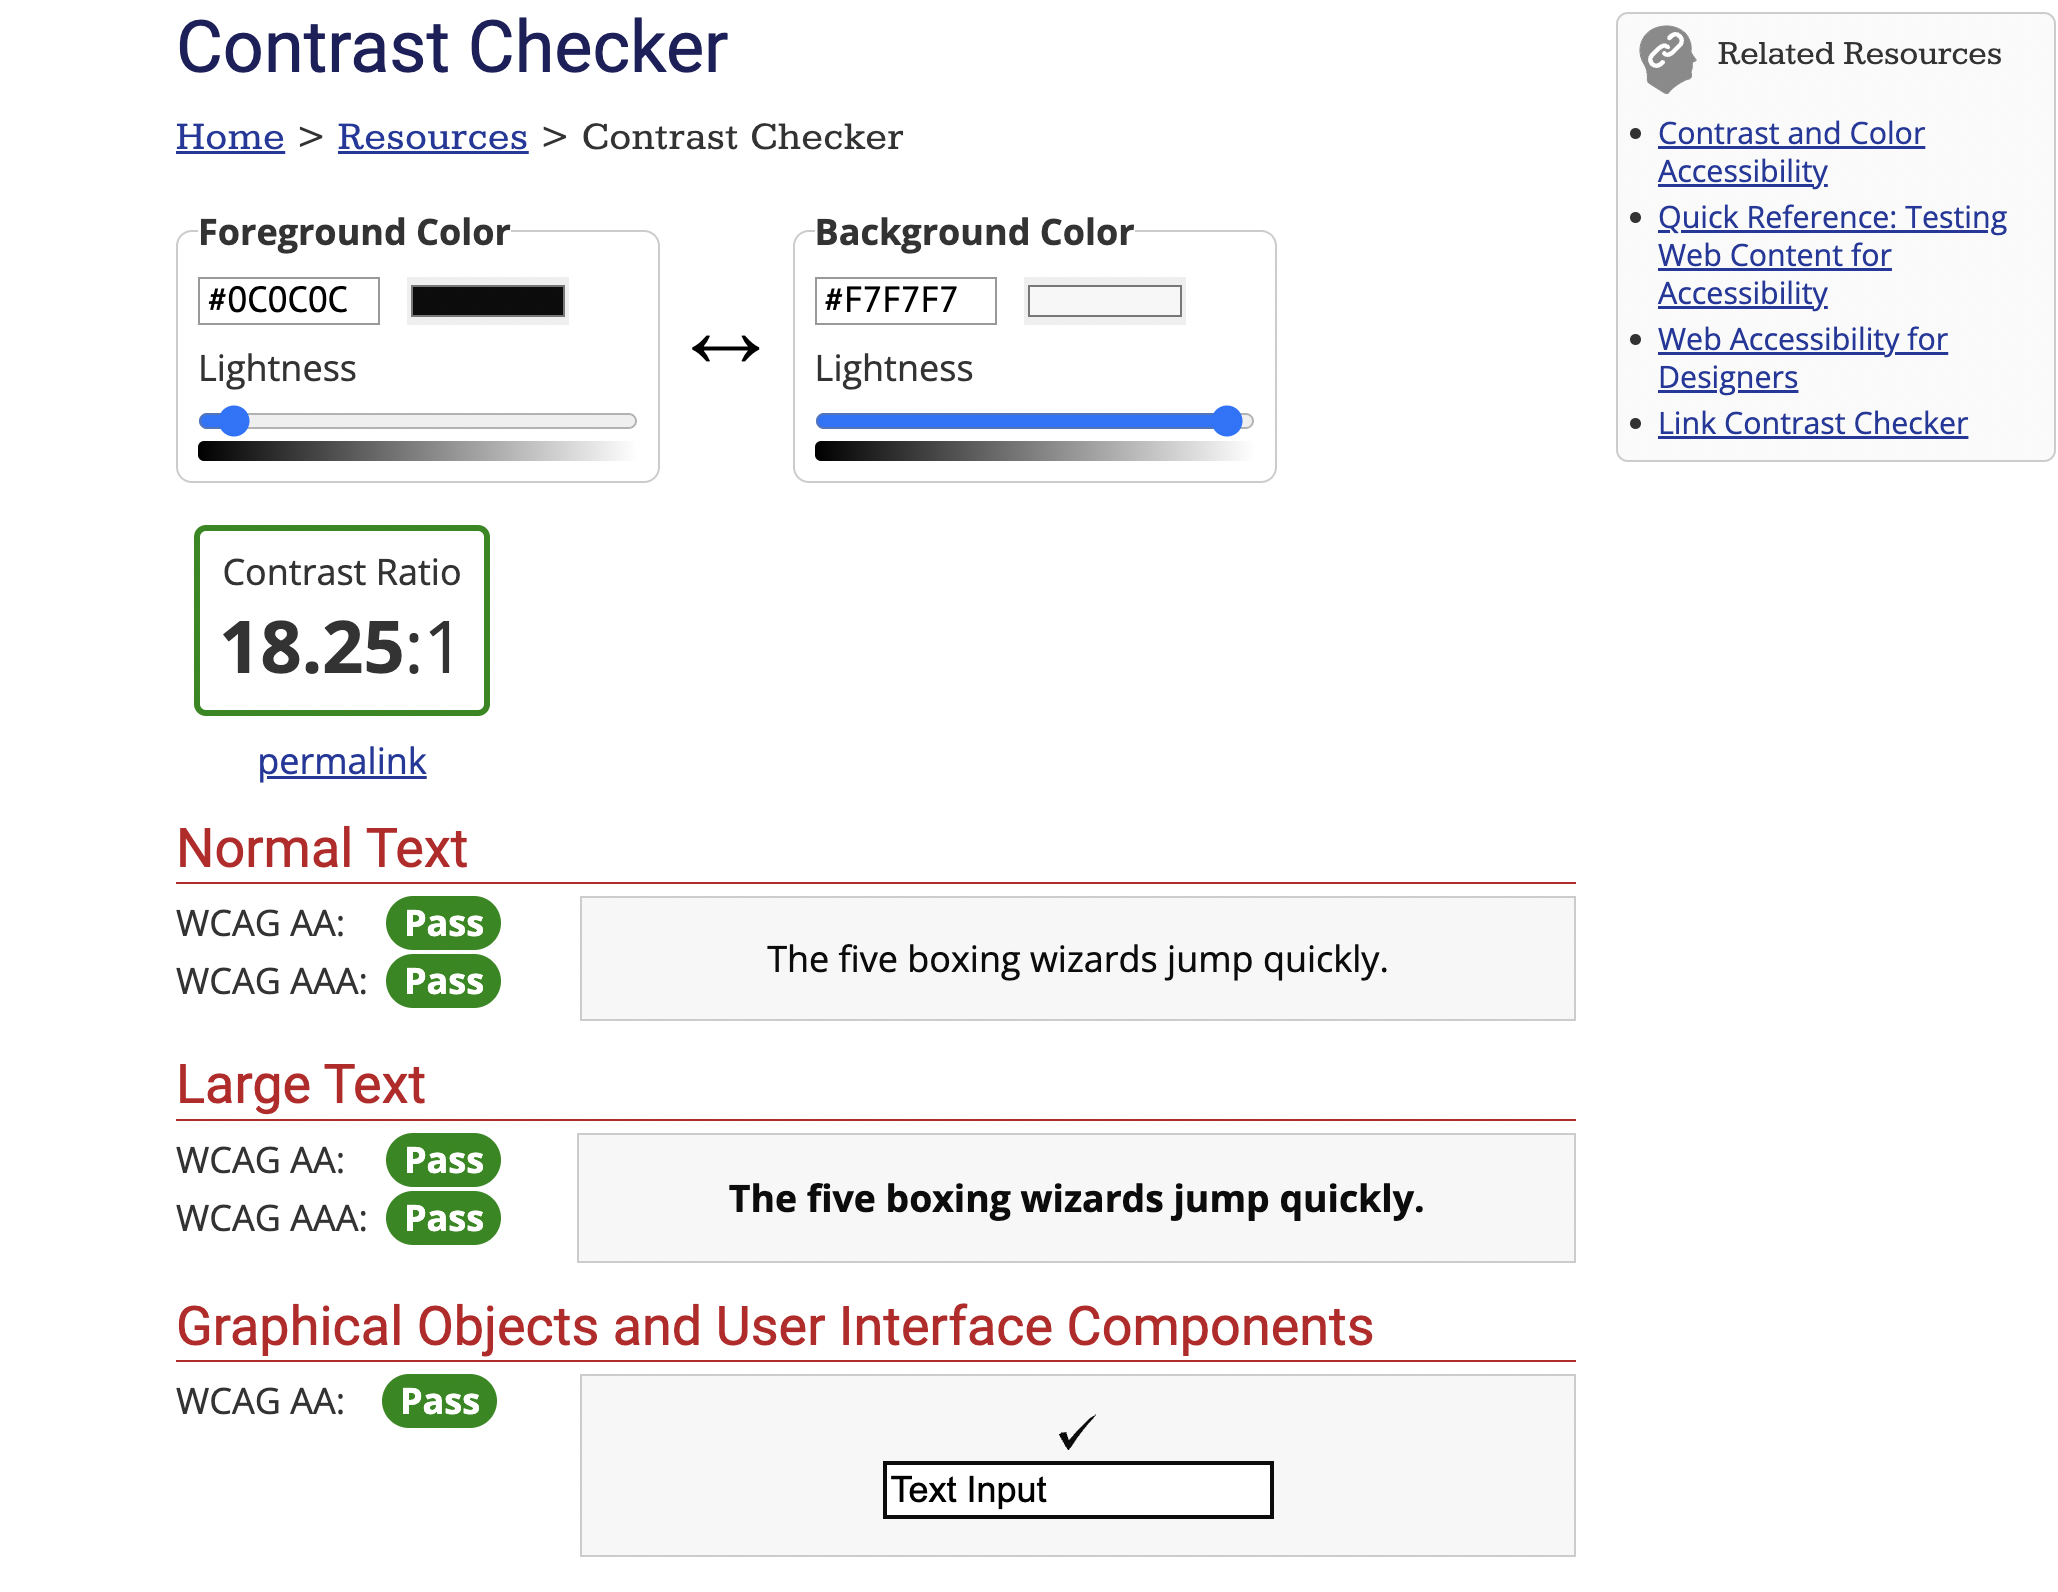 Contrast Checker
Home > Resources > Contrast Checker
Foreground Color
#0C0C0C
Lightness
Background Color
#F7F7F7
Lightness
Contrast Ratio
18.25:1
permalink
Normal Text
WCAG AA: Pass
WCAG AAA: Pass
The five boxing wizards jump quickly.
Large Text
WCAG AA: Pass
WCAG AAA: Pass
The five boxing wizards jump quickly.
Graphical Objects and User Interface Components
WCAG AA: Pass
Text Input
Related Resources
Contrast and Color
Accessibility
Quick Reference: Testing
Web Content for
Accessibility
Web Accessibility for
Designers
Link Contrast Checker